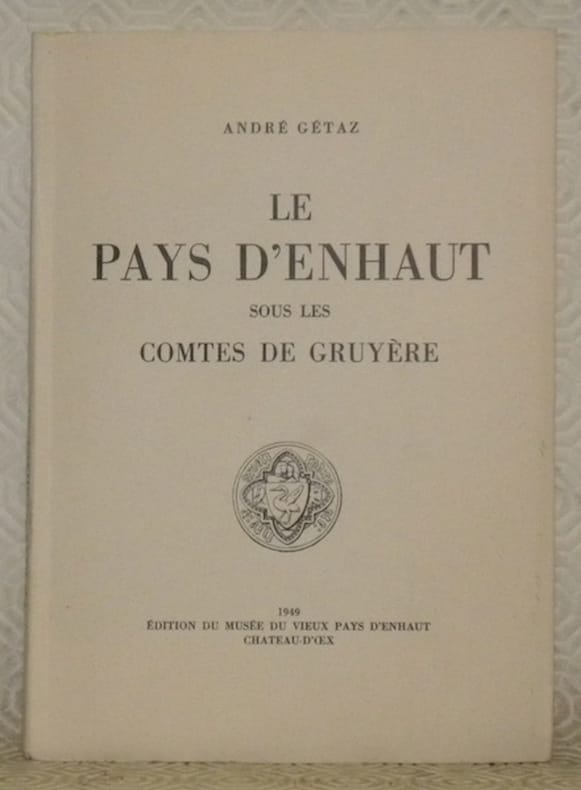 ANDRÉ GÉTAZ
LE
PAYS D'ENHAUT
SOUS LES
COMTES DE GRUYÈRE
1949
ÉDITION DU MUSÉE DU VIEUX PAYS D'ENHAUT
CHATEAU-D'ŒX